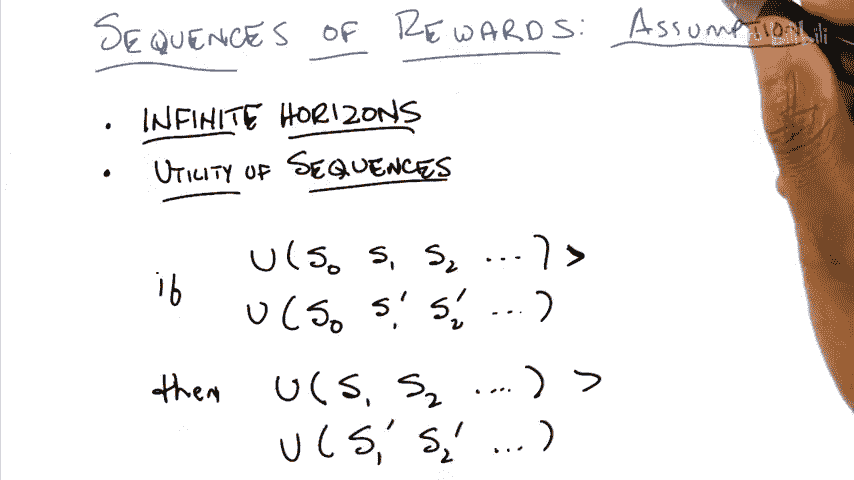 SEQUENCES OF REWARDS: ASSUMPTION
• INFINITE HORIZONS
• UTILITY OF SEQUENCES
if U(S₀ S₁ S₂ ...) >
U(S₀ S₁' S₂' ...)
then U(S₁ S₂ ....) >
U(S₁' S₂' ...)